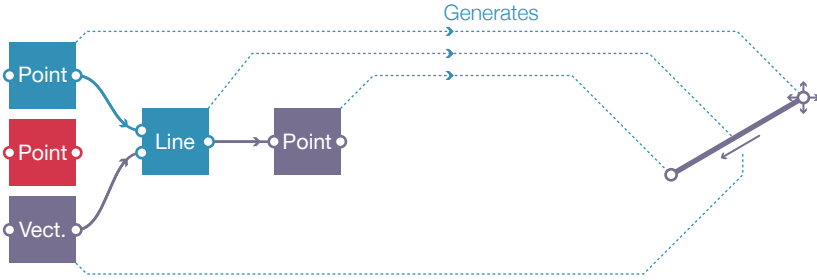 Generates
Point
Point
Line
Point
Vect.